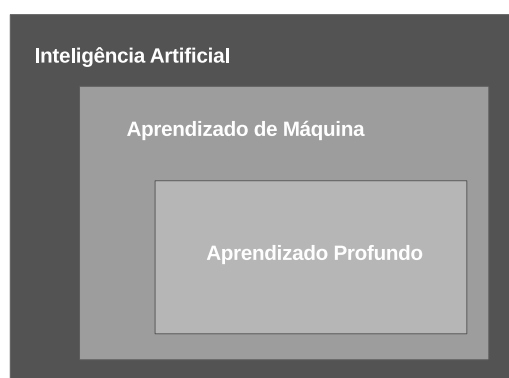 Inteligência Artificial
Aprendizado de Máquina
Aprendizado Profundo